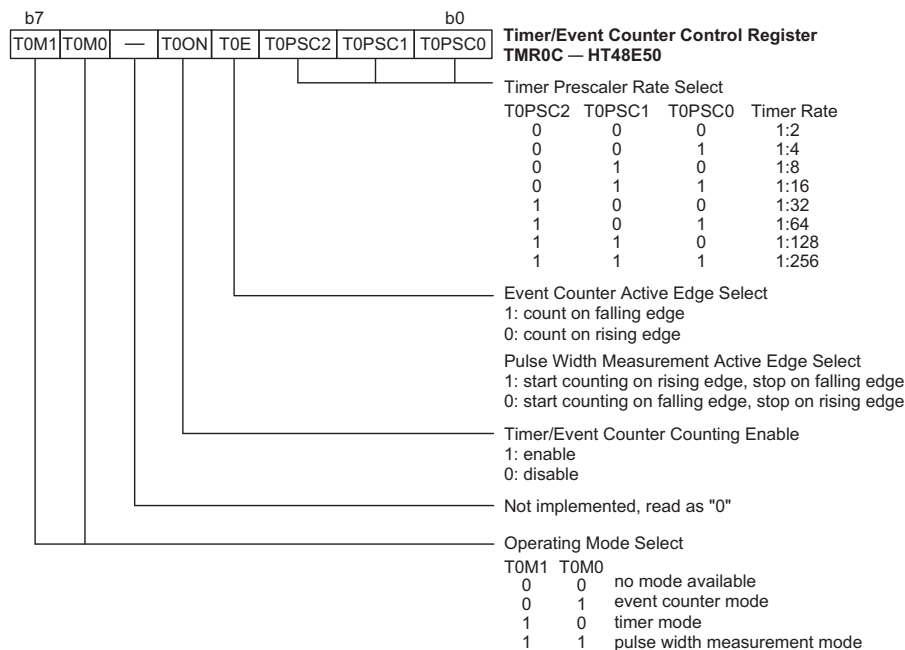 b7 b0
T0M1 T0M0 — T0ON T0E T0PSC2 T0PSC1 T0PSC0
Timer/Event Counter Control Register
TMR0C — HT48E50
Timer Prescaler Rate Select
T0PSC2 T0PSC1 T0PSC0 Timer Rate
0 0 0 1:2
0 0 1 1:4
0 1 0 1:8
0 1 1 1:16
1 0 0 1:32
1 0 1 1:64
1 1 0 1:128
1 1 1 1:256
Event Counter Active Edge Select
1: count on falling edge
0: count on rising edge
Pulse Width Measurement Active Edge Select
1: start counting on rising edge, stop on falling edge
0: start counting on falling edge, stop on rising edge
Timer/Event Counter Counting Enable
1: enable
0: disable
Not implemented, read as "0"
Operating Mode Select
T0M1 T0M0
0 0 no mode available
0 1 event counter mode
1 0 timer mode
1 1 pulse width measurement mode